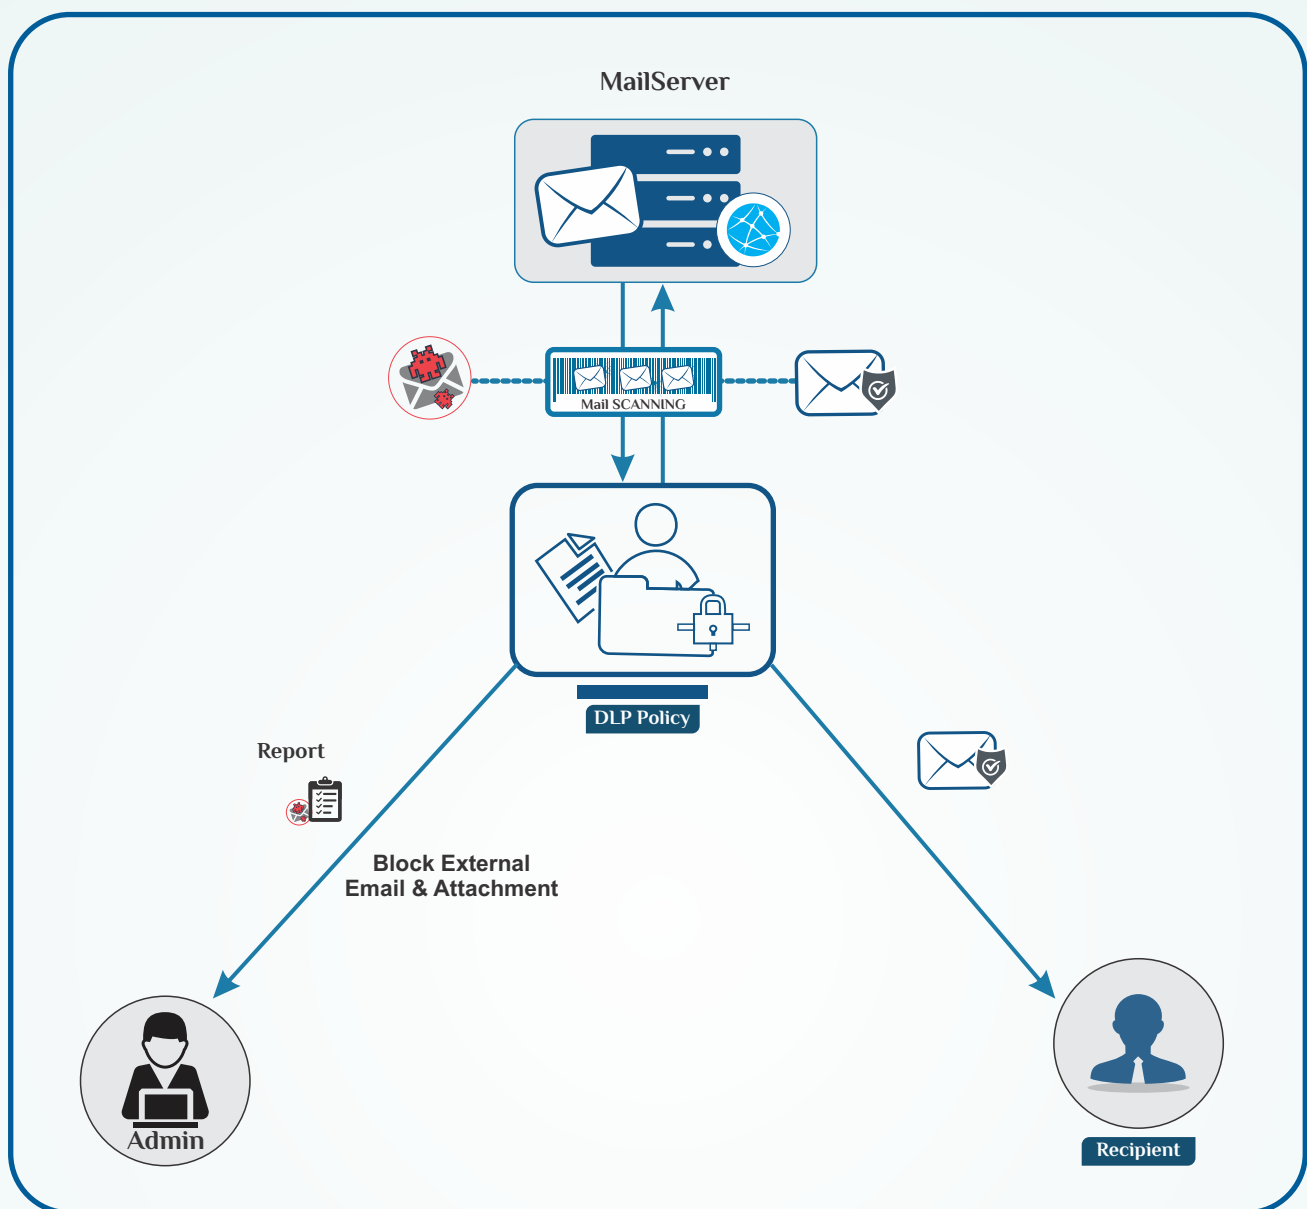 MailServer
Mail SCANNING
DLP Policy
Report
Block External
Email & Attachment
Admin
Recipient